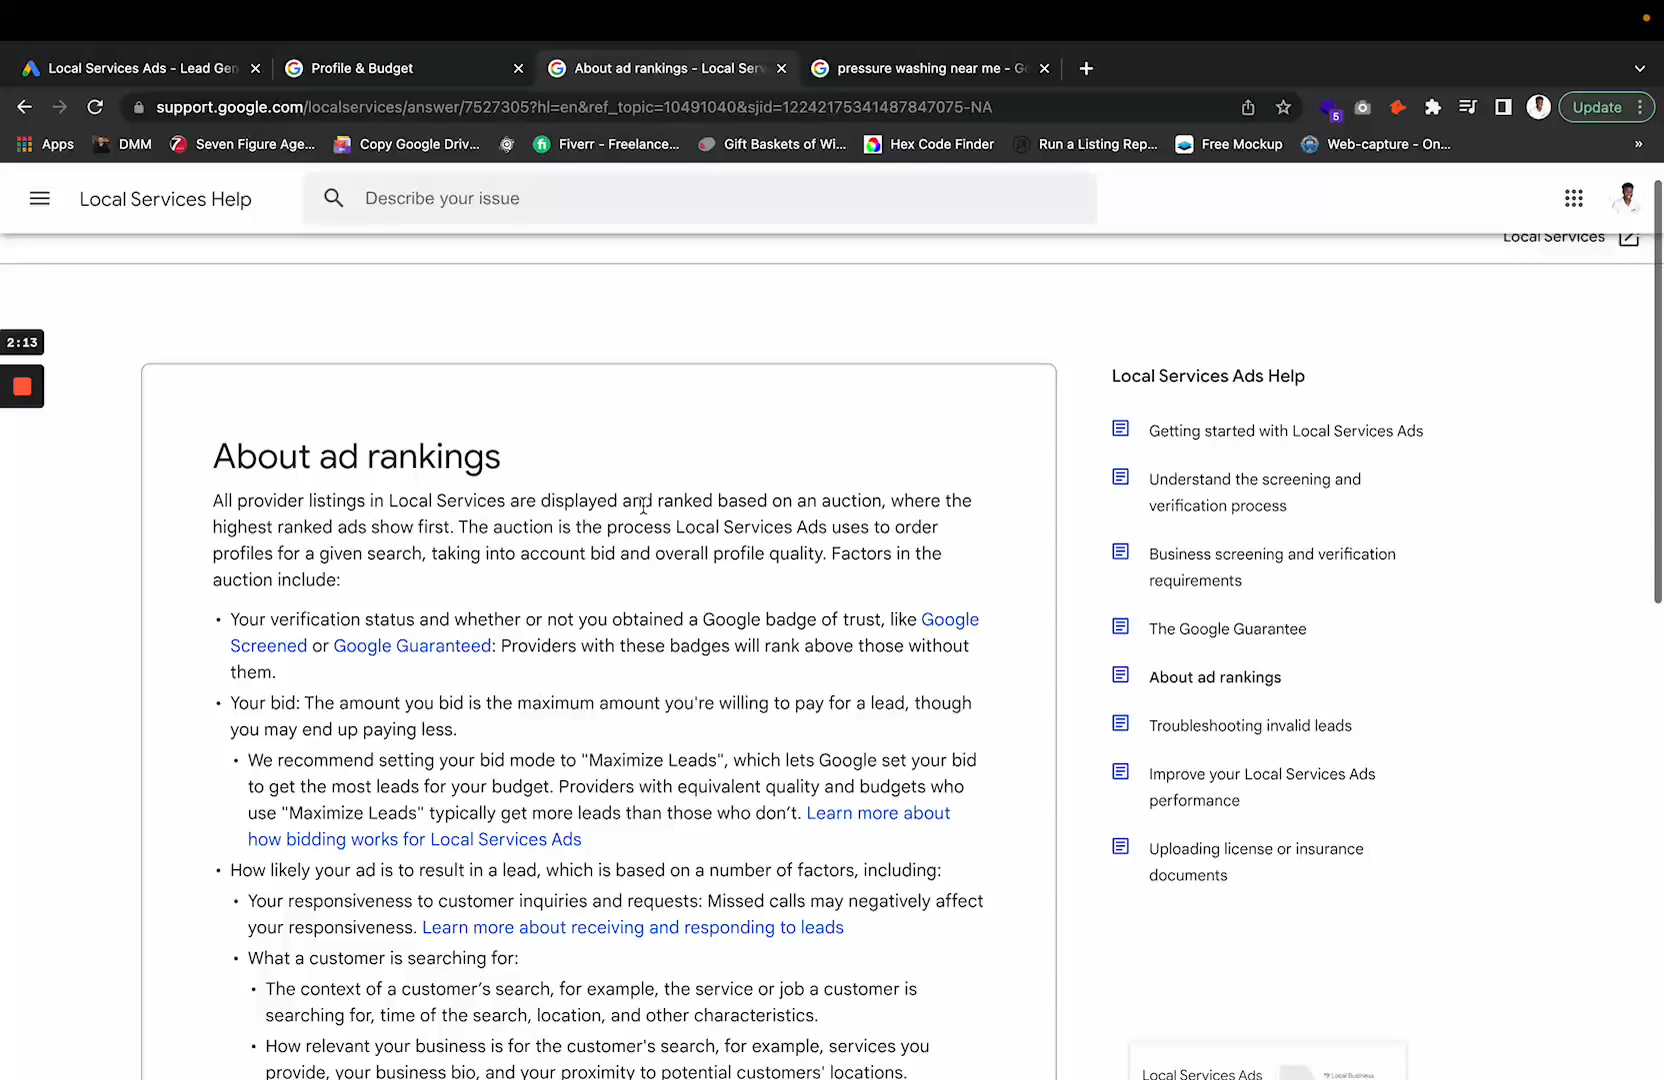 Local Services Ads - Lead Gen
Profile & Budget
About ad rankings - Local Serv
pressure washing near me - Go
support.google.com/localservices/answer/7527305?hl=en&ref_topic=10491040&sjid=12242175341487847075-NA
5
Update
Apps
DMM
Seven Figure Age...
Copy Google Driv...
Fiverr - Freelance...
Gift Baskets of Wi...
Hex Code Finder
Run a Listing Rep...
Free Mockup
Web-capture - On...
»
Local Services Help
Describe your issue
Local Services
2:13
About ad rankings
All provider listings in Local Services are displayed and ranked based on an auction, where the
highest ranked ads show first. The auction is the process Local Services Ads uses to order
profiles for a given search, taking into account bid and overall profile quality. Factors in the
auction include:
• Your verification status and whether or not you obtained a Google badge of trust, like Google
Screened or Google Guaranteed: Providers with these badges will rank above those without
them.
• Your bid: The amount you bid is the maximum amount you're willing to pay for a lead, though
you may end up paying less.
• We recommend setting your bid mode to "Maximize Leads", which lets Google set your bid
to get the most leads for your budget. Providers with equivalent quality and budgets who
use "Maximize Leads" typically get more leads than those who don’t. Learn more about
how bidding works for Local Services Ads
• How likely your ad is to result in a lead, which is based on a number of factors, including:
• Your responsiveness to customer inquiries and requests: Missed calls may negatively affect
your responsiveness. Learn more about receiving and responding to leads
• What a customer is searching for:
• The context of a customer’s search, for example, the service or job a customer is
searching for, time of the search, location, and other characteristics.
• How relevant your business is for the customer's search, for example, services you
provide, your business bio, and your proximity to potential customers' locations.
Local Services Ads Help
Getting started with Local Services Ads
Understand the screening and
verification process
Business screening and verification
requirements
The Google Guarantee
About ad rankings
Troubleshooting invalid leads
Improve your Local Services Ads
performance
Uploading license or insurance
documents
Local Services Ads
Local Business